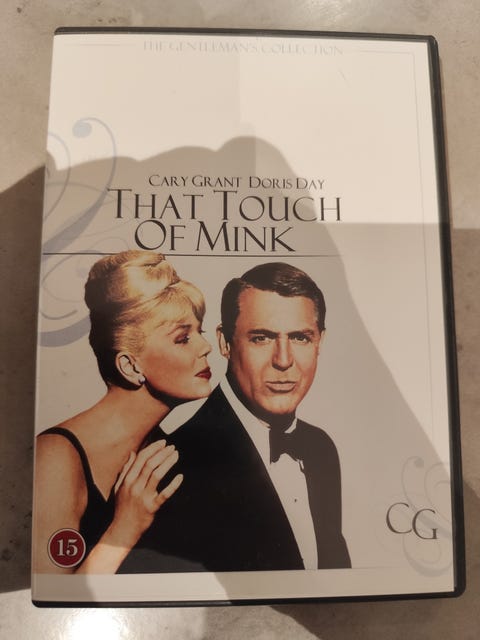 THE GENTLEMAN'S COLLECTION
CARY GRANT DORIS DAY
THAT TOUCH
OF MINK
CG
15